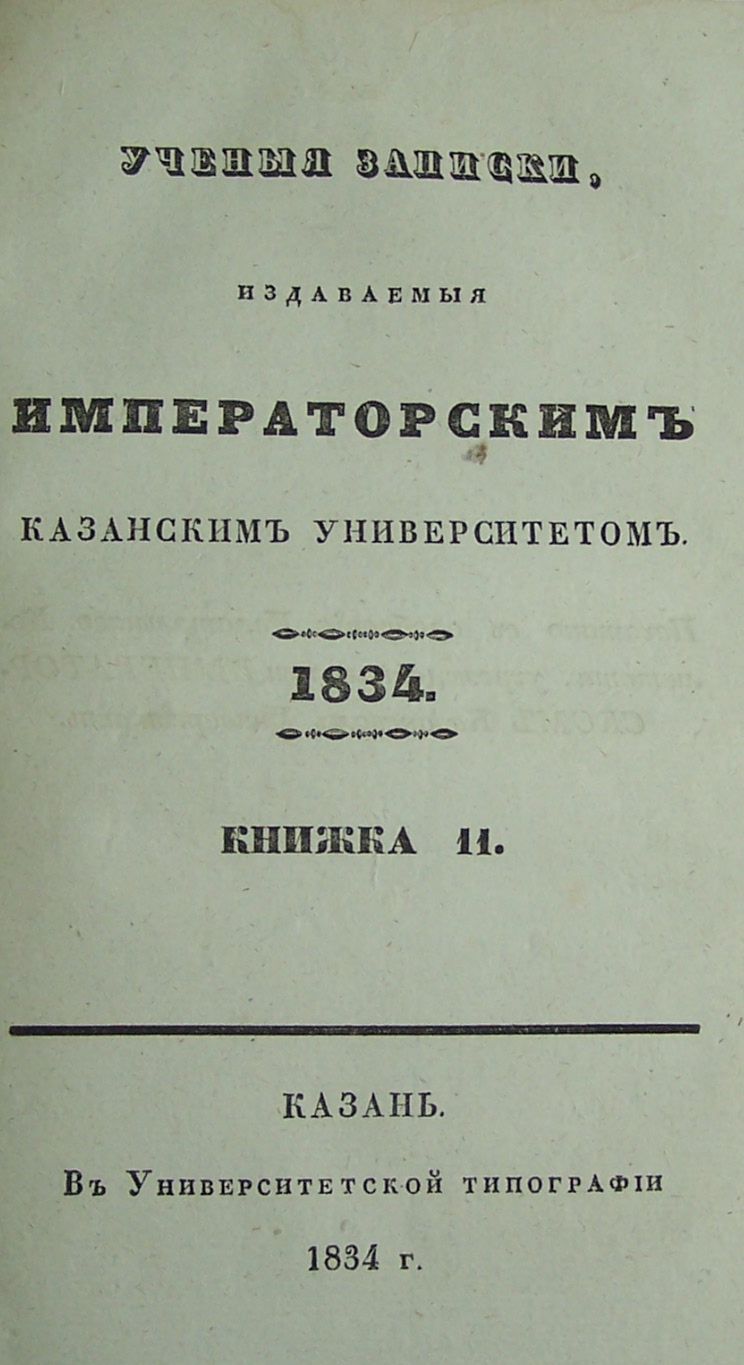 УЧЕНЫЯ ЗАПИСКИ,
ИЗДАВАЕМЫЯ
ИМПЕРАТОРСКИМЪ
КАЗАНСКИМЪ УНИВЕРСИТЕТОМЪ.
1834.
КНИЖКА II.
КАЗАНЬ.
Въ Университетской типографіи
1834 г.